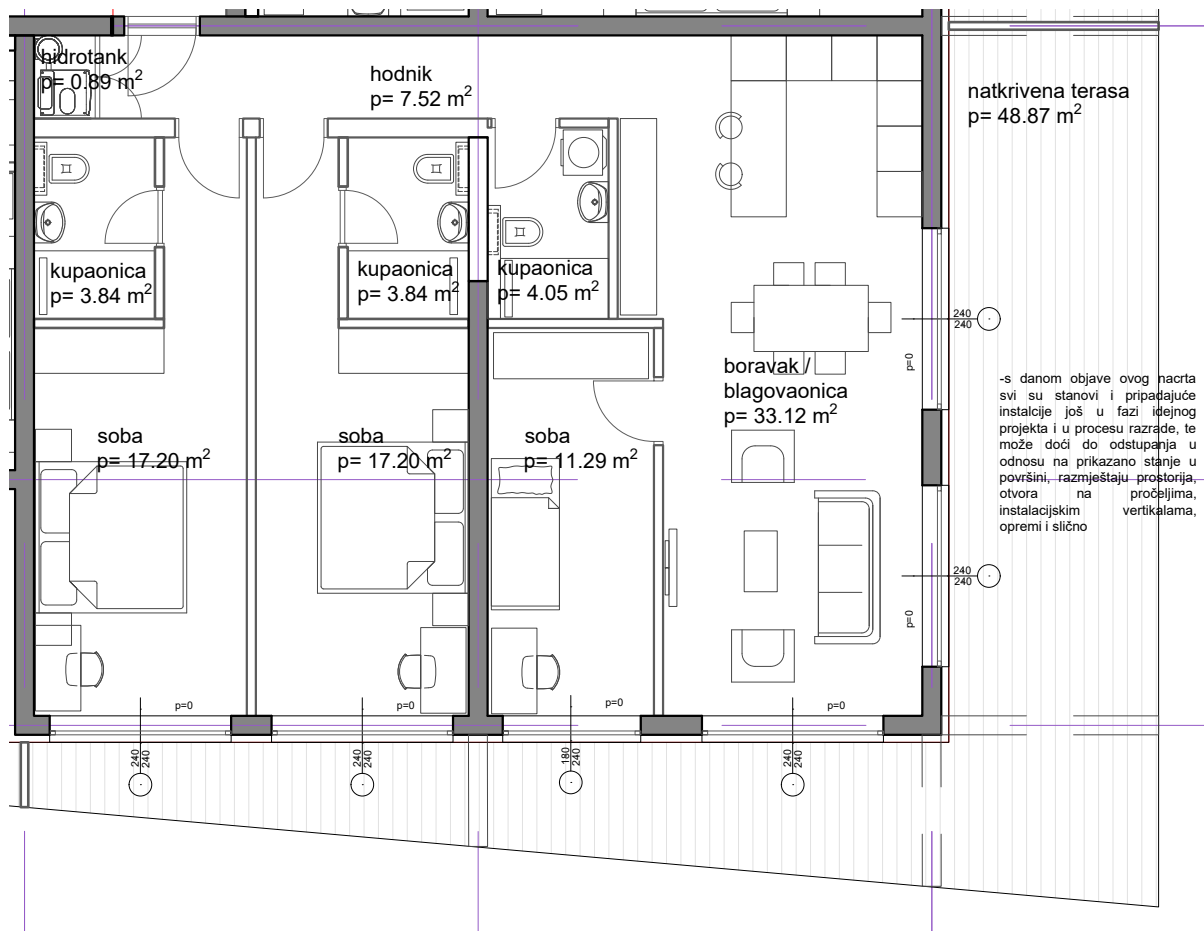 hidrotank
p= 0.89 m²
hodnik
p= 7.52 m²
natkrivena terasa
p= 48.87 m²
kupaonica
p= 3.84 m²
kupaonica
p= 3.84 m²
kupaonica
p= 4.05 m²
240
240
p=0
boravak /
blagovaonica
p= 33.12 m²
-s danom objave ovog nacrta
svi su stanovi i pripadajuće
instalcije još u fazi idejnog
projekta i u procesu razrade, te
može doći do odstupanja u
odnosu na prikazano stanje u
površini, razmještaju prostorija,
otvora na pročeljima,
instalacijskim vertikalama,
opremi i slično
soba
p= 17.20 m²
soba
p= 17.20 m²
soba
p= 11.29 m²
240
240
p=0
p=0
p=0
p=0
p=0
240
240
240
240
180
240
240
240